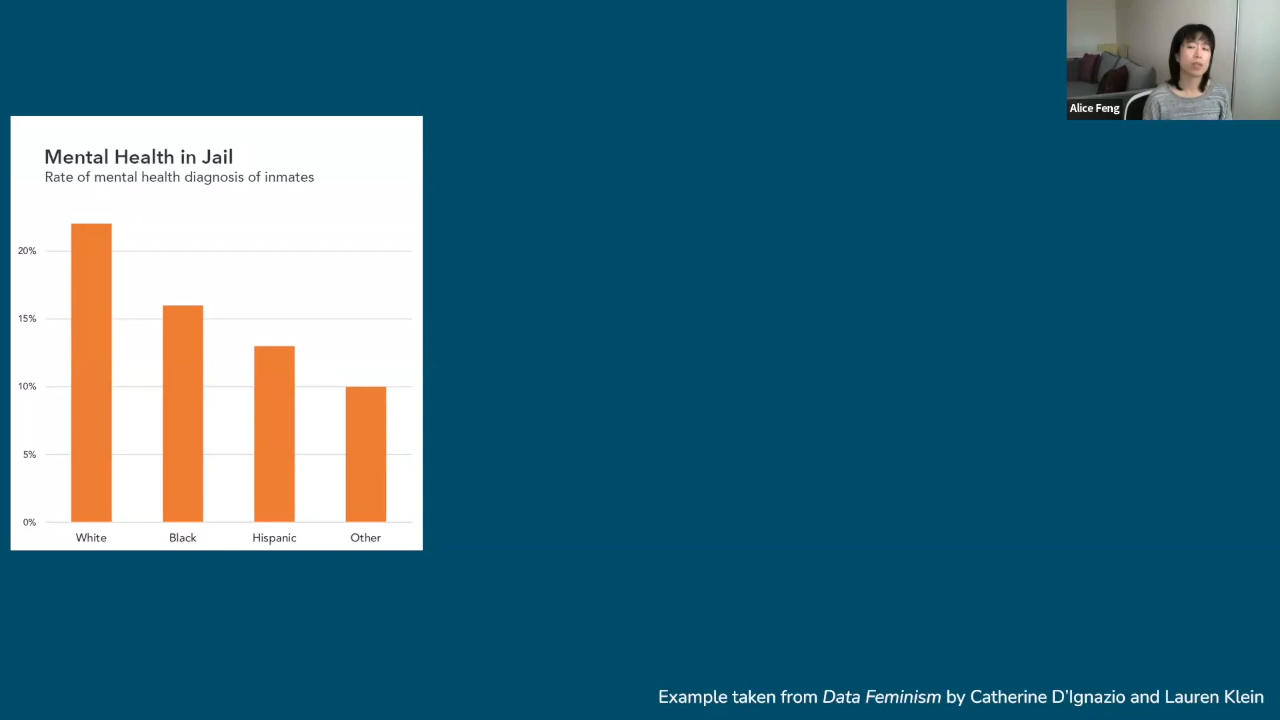 Alice Feng
Mental Health in Jail
Rate of mental health diagnosis of inmates
20%
15%
10%
5%
0%
White Black Hispanic Other
Example taken from Data Feminism by Catherine D'Ignazio and Lauren Klein